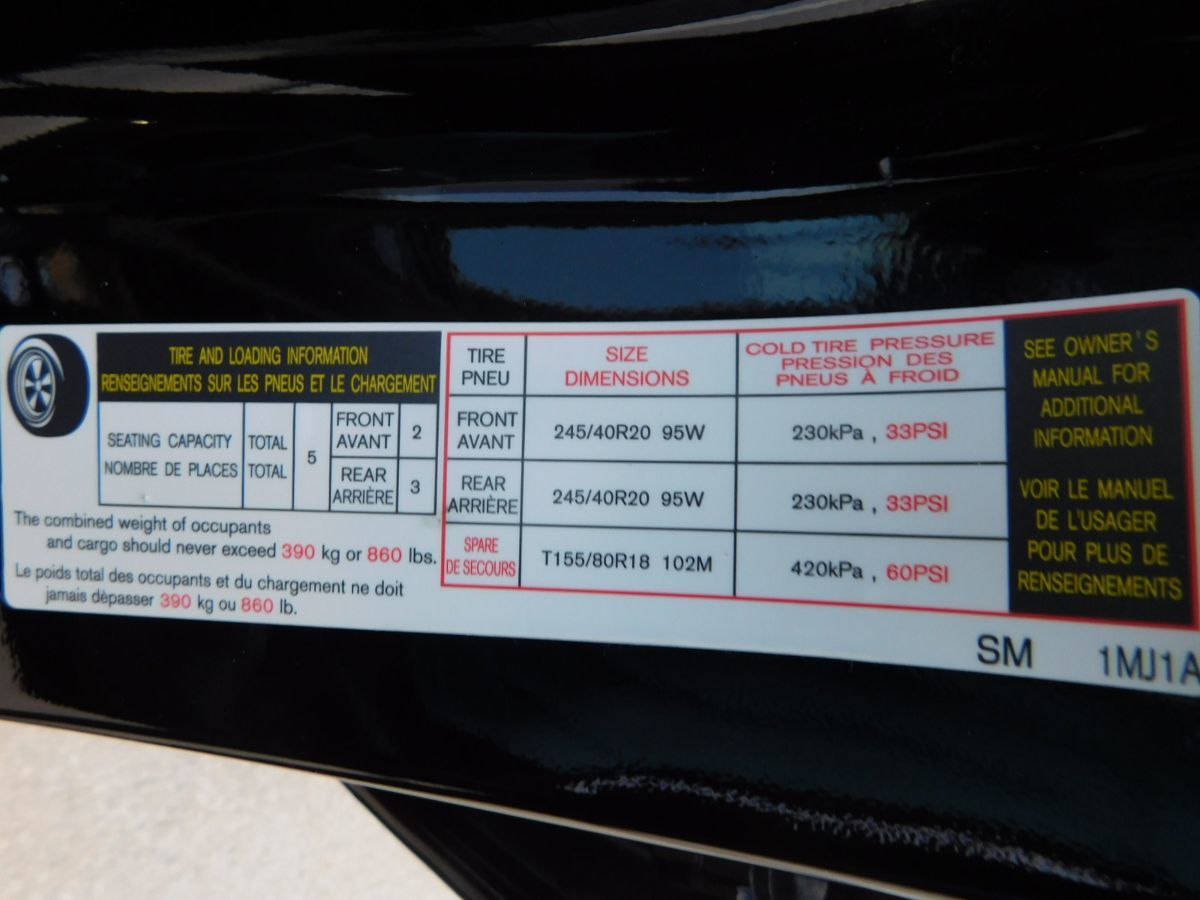 TIRE AND LOADING INFORMATION
RENSEIGNEMENTS SUR LES PNEUS ET LE CHARGEMENT
SEATING CAPACITY
NOMBRE DE PLACES
TOTAL
TOTAL
5
FRONT
AVANT
2
REAR
ARRIÈRE
3
The combined weight of occupants
and cargo should never exceed 390 kg or 860 lbs.
Le poids total des occupants et du chargement ne doit
jamais dèpasser 390 kg ou 860 lb.
TIRE
PNEU
SIZE
DIMENSIONS
COLD TIRE PRESSURE
PRESSION DES
PNEUS À FROID
FRONT
AVANT
245/40R20 95W
230kPa , 33PSI
REAR
ARRIÈRE
245/40R20 95W
230kPa , 33PSI
SPARE
DE SECOURS
T155/80R18 102M
420kPa , 60PSI
SEE OWNER'S
MANUAL FOR
ADDITIONAL
INFORMATION
VOIR LE MANUEL
DE L'USAGER
POUR PLUS DE
RENSEIGNEMENTS
SM 1MJ1A